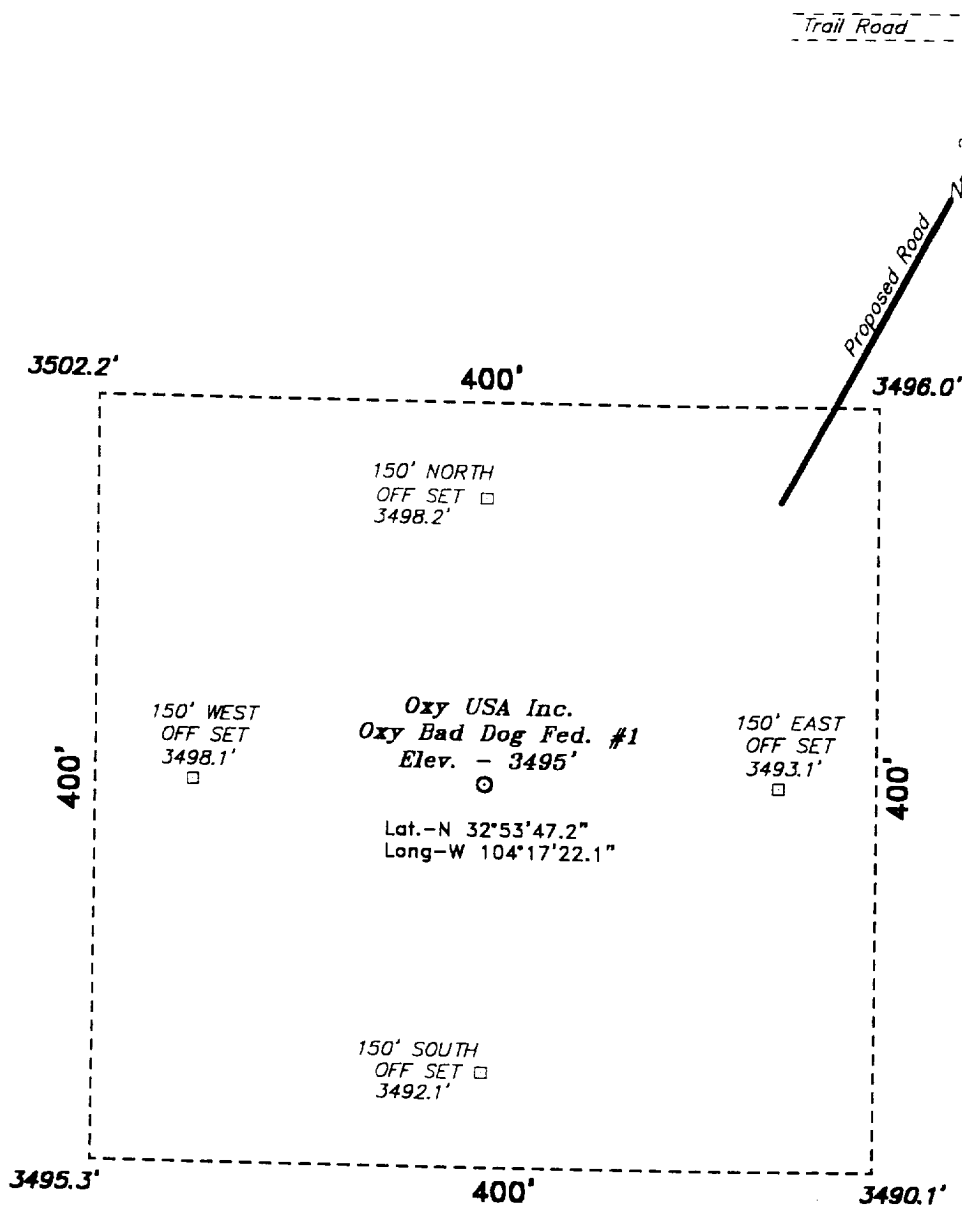 Trail Road
Proposed Road
3502.2'
400'
3496.0'
150' NORTH
OFF SET
3498.2'
150' WEST
OFF SET
3498.1'
Oxy USA Inc.
Oxy Bad Dog Fed. #1
Elev. - 3495'
150' EAST
OFF SET
3493.1'
400'
400'
Lat.-N 32°53'47.2"
Long-W 104°17'22.1"
150' SOUTH
OFF SET
3492.1'
3495.3'
400'
3490.1'